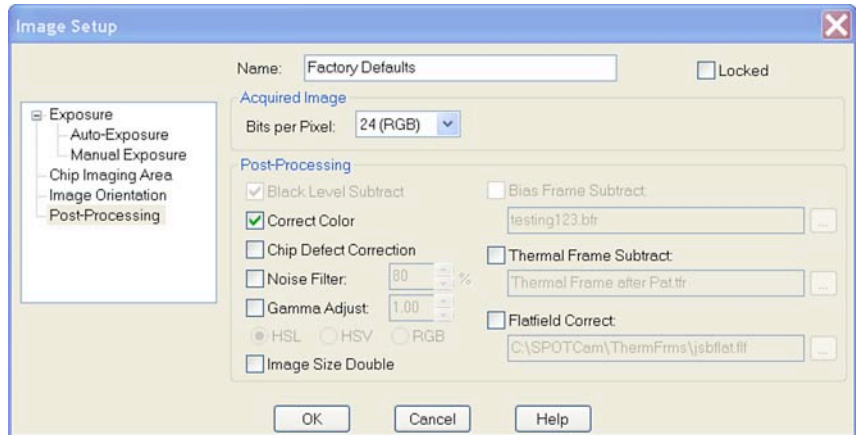 Image Setup
Name: Factory Defaults
Locked
Exposure
Auto-Exposure
Manual Exposure
Chip Imaging Area
Image Orientation
Post-Processing
Acquired Image
Bits per Pixel: 24 (RGB)
Post-Processing
Black Level Subtract
Correct Color
Chip Defect Correction
Noise Filter: 80 %
Gamma Adjust: 1.00
HSL HSV RGB
Image Size Double
Bias Frame Subtract:
testing123.bfr
...
Thermal Frame Subtract:
Thermal Frame after Pat.tfr
...
Flatfield Correct:
C:\SPOTCam\ThermFrms\jsbflat.flf
...
OK Cancel Help